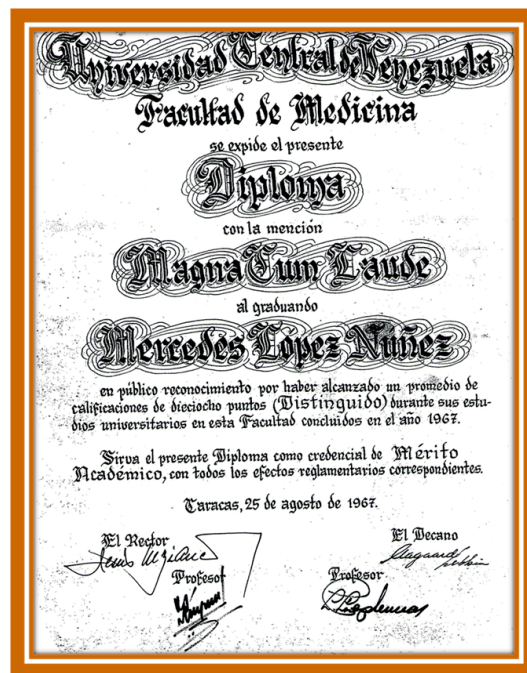 Universidad Central de Venezuela
Facultad de Medicina
se expide el presente
Diploma
con la mención
Magna Cum Laude
al graduando
Mercedes López Nuñez
en público reconocimiento por haber alcanzado un promedio de
calificaciones de dieciocho puntos (Distinguido) durante sus estu-
dios universitarios en esta Facultad concluidos en el año 1967.
Sirva el presente Diploma como credencial de Mérito
Académico, con todos los efectos reglamentarios correspondientes.
Caracas, 25 de agosto de 1967.
El Rector
El Decano
Profesor
Profesor